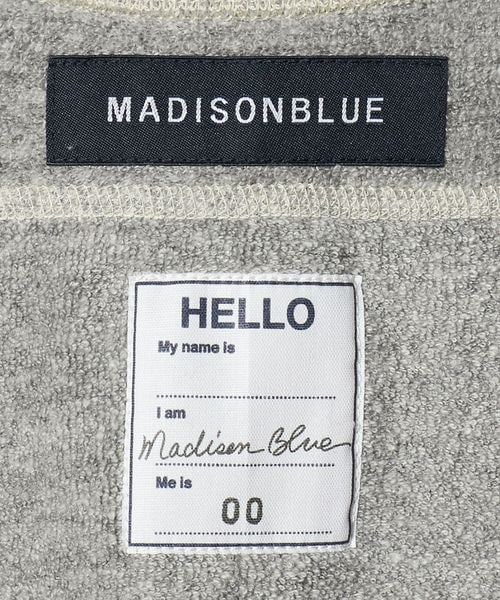 MADISONBLUE
HELLO
My name is
I am
Madison Blue
Me is
00